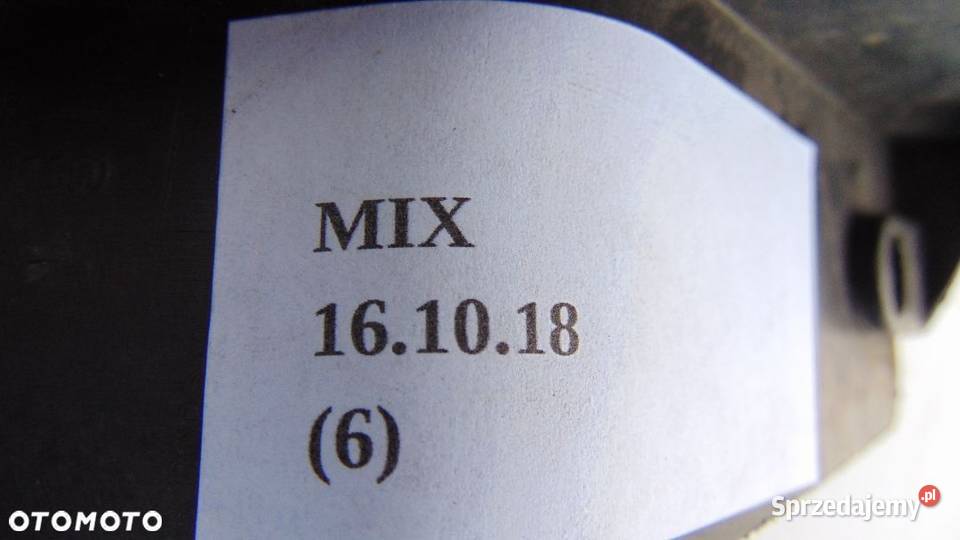 MIX
16.10.18
(6)
OTOMOTO
Sprzedajemy.pl